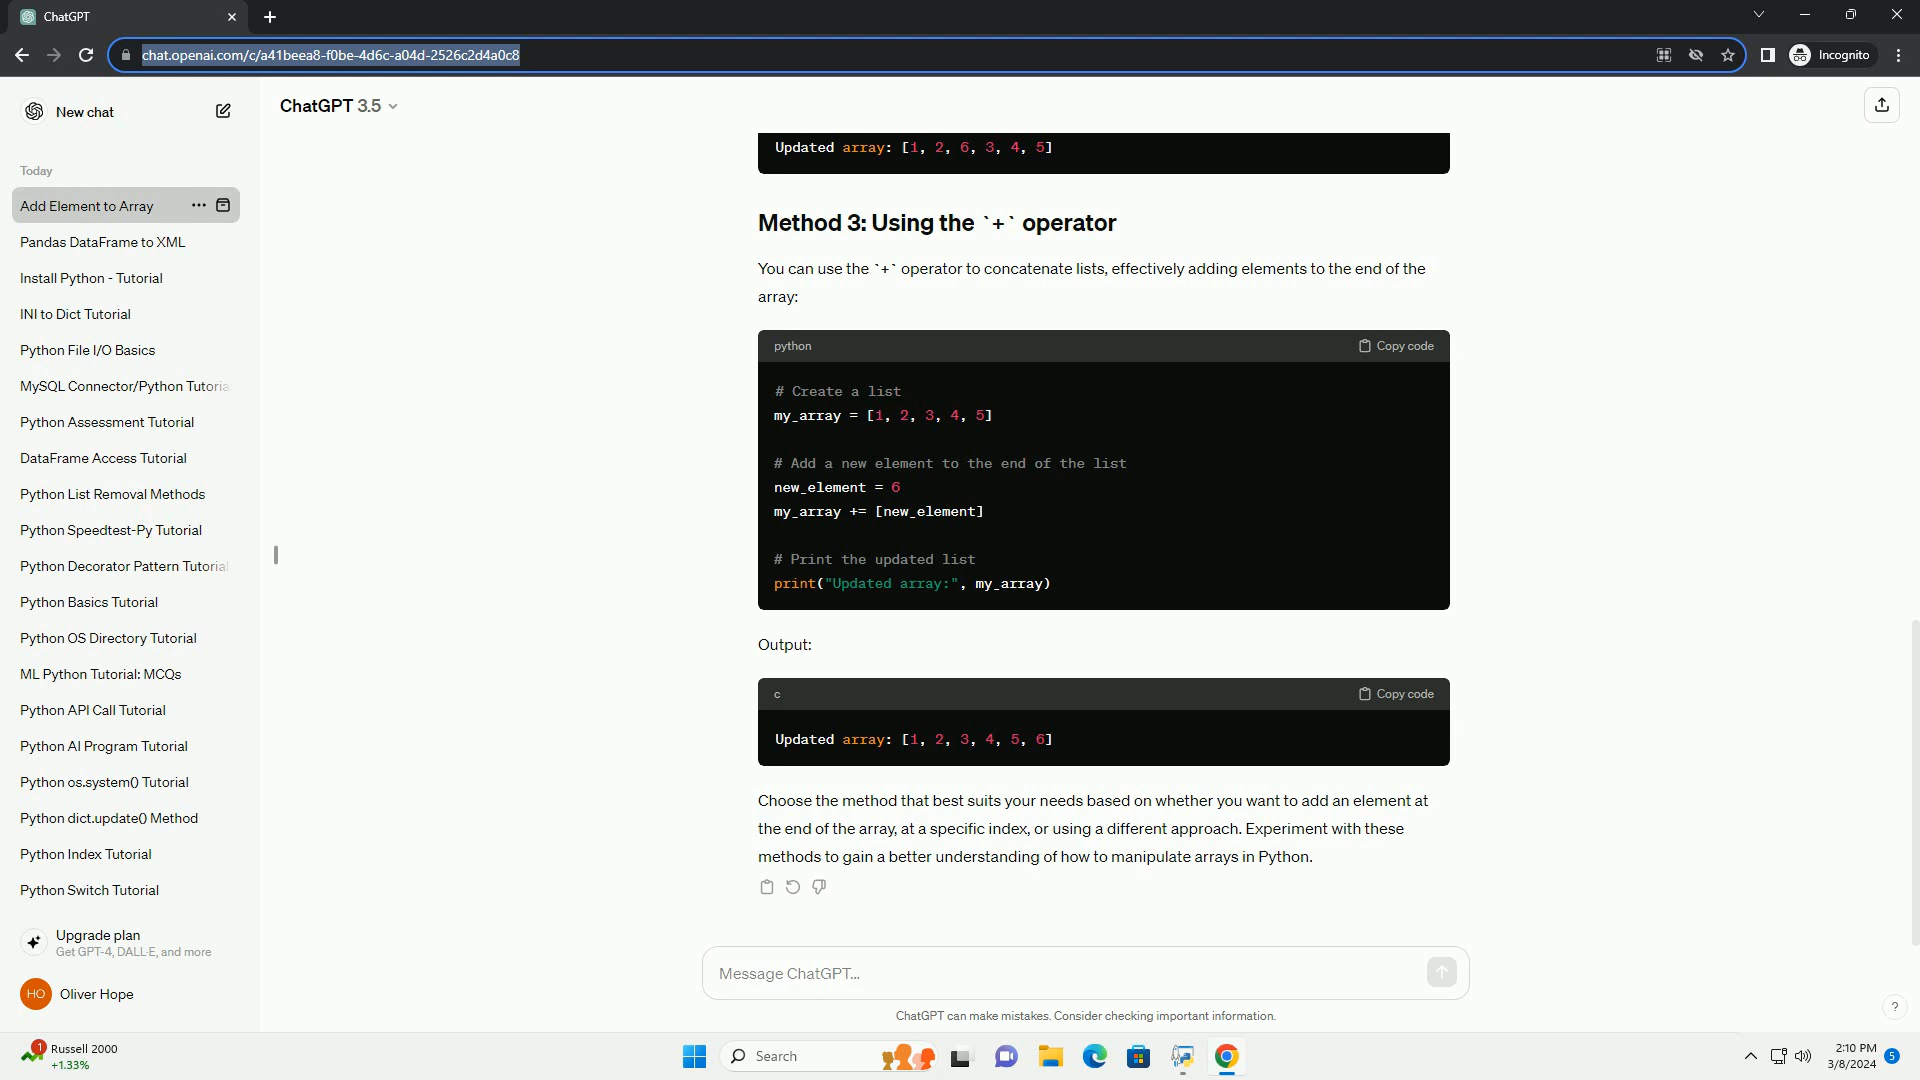 ChatGPT
chat.openai.com/c/a41beea8-f0be-4d6c-a04d-2526c2d4a0c8
Incognito
New chat
ChatGPT 3.5
Today
Add Element to Array
Pandas DataFrame to XML
Install Python - Tutorial
INI to Dict Tutorial
Python File I/O Basics
MySQL Connector/Python Tutoria
Python Assessment Tutorial
DataFrame Access Tutorial
Python List Removal Methods
Python Speedtest-Py Tutorial
Python Decorator Pattern Tutorial
Python Basics Tutorial
Python OS Directory Tutorial
ML Python Tutorial: MCQs
Python API Call Tutorial
Python AI Program Tutorial
Python os.system() Tutorial
Python dict.update() Method
Python Index Tutorial
Python Switch Tutorial
Upgrade plan
Get GPT-4, DALL·E, and more
HO
Oliver Hope
Updated array: [1, 2, 6, 3, 4, 5]
Method 3: Using the `+` operator
You can use the `+` operator to concatenate lists, effectively adding elements to the end of the
array:
python
Copy code
# Create a list
my_array = [1, 2, 3, 4, 5]
# Add a new element to the end of the list
new_element = 6
my_array += [new_element]
# Print the updated list
print("Updated array:", my_array)
Output:
c
Copy code
Updated array: [1, 2, 3, 4, 5, 6]
Choose the method that best suits your needs based on whether you want to add an element at
the end of the array, at a specific index, or using a different approach. Experiment with these
methods to gain a better understanding of how to manipulate arrays in Python.
Message ChatGPT...
ChatGPT can make mistakes. Consider checking important information.
?
1
Russell 2000
+1.33%
Search
2:10 PM
3/8/2024
5